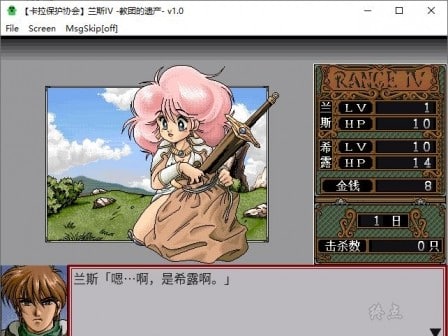 【卡拉保护协会】兰斯IV -教团的遗产- v1.0
File Screen MsgSkip[off]
RANCE IV
兰斯 LV 1
HP 10
希露 LV 10
HP 14
金钱 8
1 日
击杀数 0 只
兰斯「嗯…啊，是希露啊。」
终点